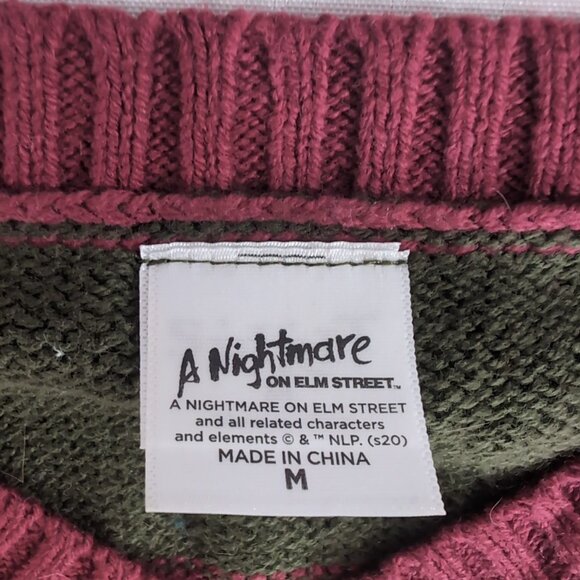 A Nightmare
ON ELM STREET™
A NIGHTMARE ON ELM STREET
and all related characters
and elements © & ™ NLP. (s20)
MADE IN CHINA
M